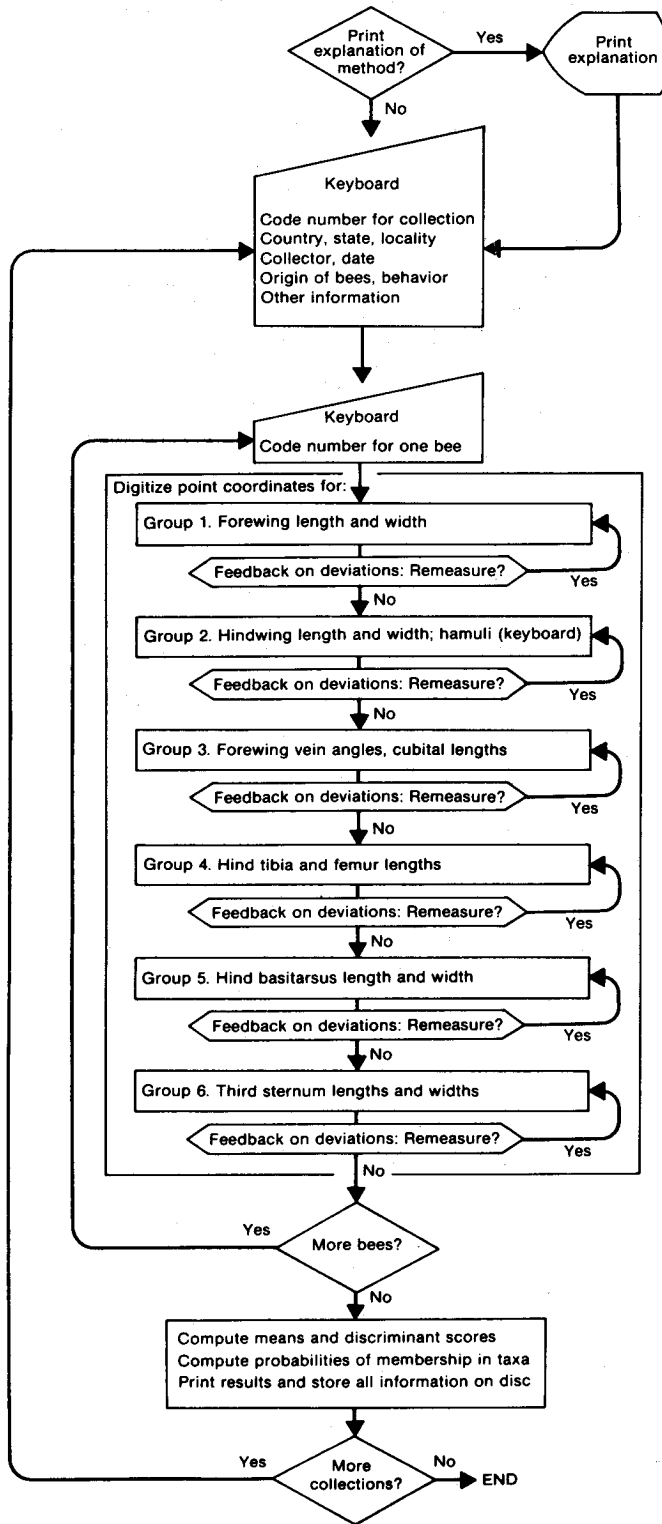 Print
explanation of
method?
Yes
Print
explanation
No
Keyboard
Code number for collection
Country, state, locality
Collector, date
Origin of bees, behavior
Other information
Keyboard
Code number for one bee
Digitize point coordinates for:
Group 1. Forewing length and width
Feedback on deviations: Remeasure?
Yes
No
Group 2. Hindwing length and width; hamuli (keyboard)
Feedback on deviations: Remeasure?
Yes
No
Group 3. Forewing vein angles, cubital lengths
Feedback on deviations: Remeasure?
Yes
No
Group 4. Hind tibia and femur lengths
Feedback on deviations: Remeasure?
Yes
No
Group 5. Hind basitarsus length and width
Feedback on deviations: Remeasure?
Yes
No
Group 6. Third sternum lengths and widths
Feedback on deviations: Remeasure?
Yes
No
Yes
More bees?
No
Compute means and discriminant scores
Compute probabilities of membership in taxa
Print results and store all information on disc
Yes
More
collections?
No
END